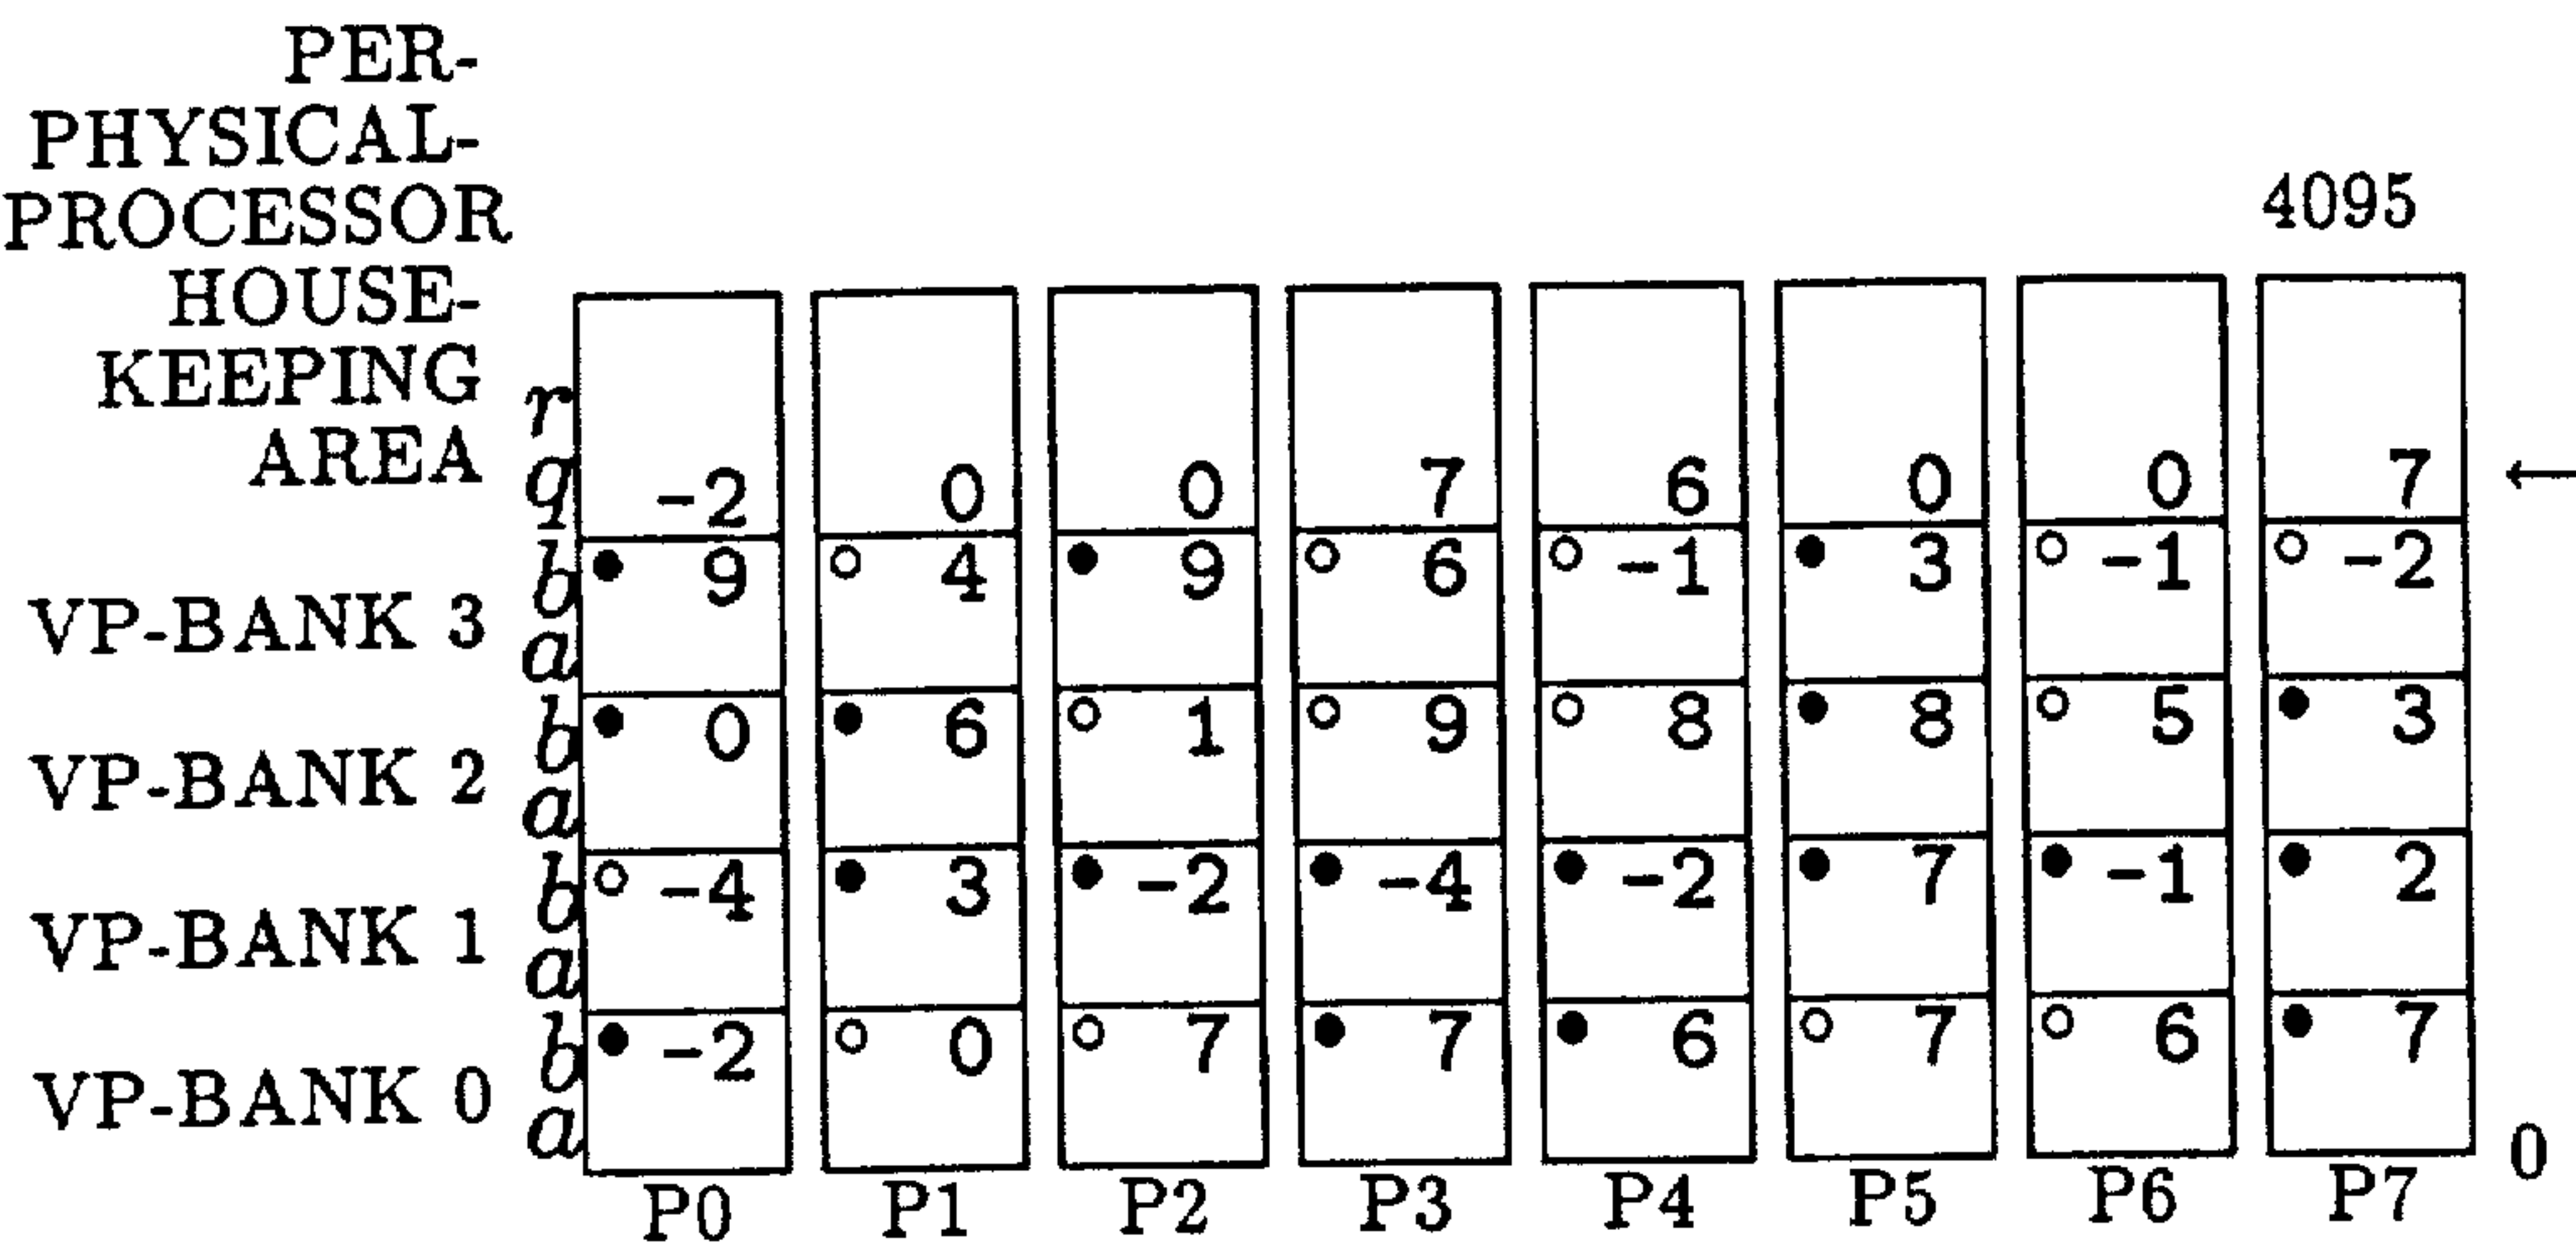 PER-
PHYSICAL-
PROCESSOR 4095
HOUSE-
KEEPING r
AREA q -2 0 0 7 6 0 0 7 ←
b ● 9 ○ 4 ● 9 ○ 6 ○ -1 ● 3 ○ -1 ○ -2
VP-BANK 3 a
b ● 0 ● 6 ○ 1 ○ 9 ○ 8 ● 8 ○ 5 ● 3
VP-BANK 2 a
b ○ -4 ● 3 ● -2 ● -4 ● -2 ● 7 ● -1 ● 2
VP-BANK 1 a
b ● -2 ○ 0 ○ 7 ● 7 ● 6 ○ 7 ○ 6 ● 7
VP-BANK 0 a 0
P0 P1 P2 P3 P4 P5 P6 P7